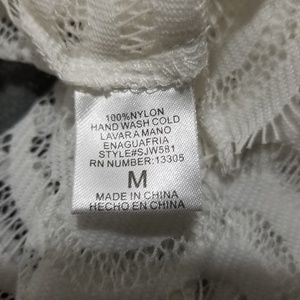 100%NYLON
HAND WASH COLD
LAVAR A MANO
ENAGUAFRIA
STYLE#SJW581
RN NUMBER:13305
M
MADE IN CHINA
HECHO EN CHINA